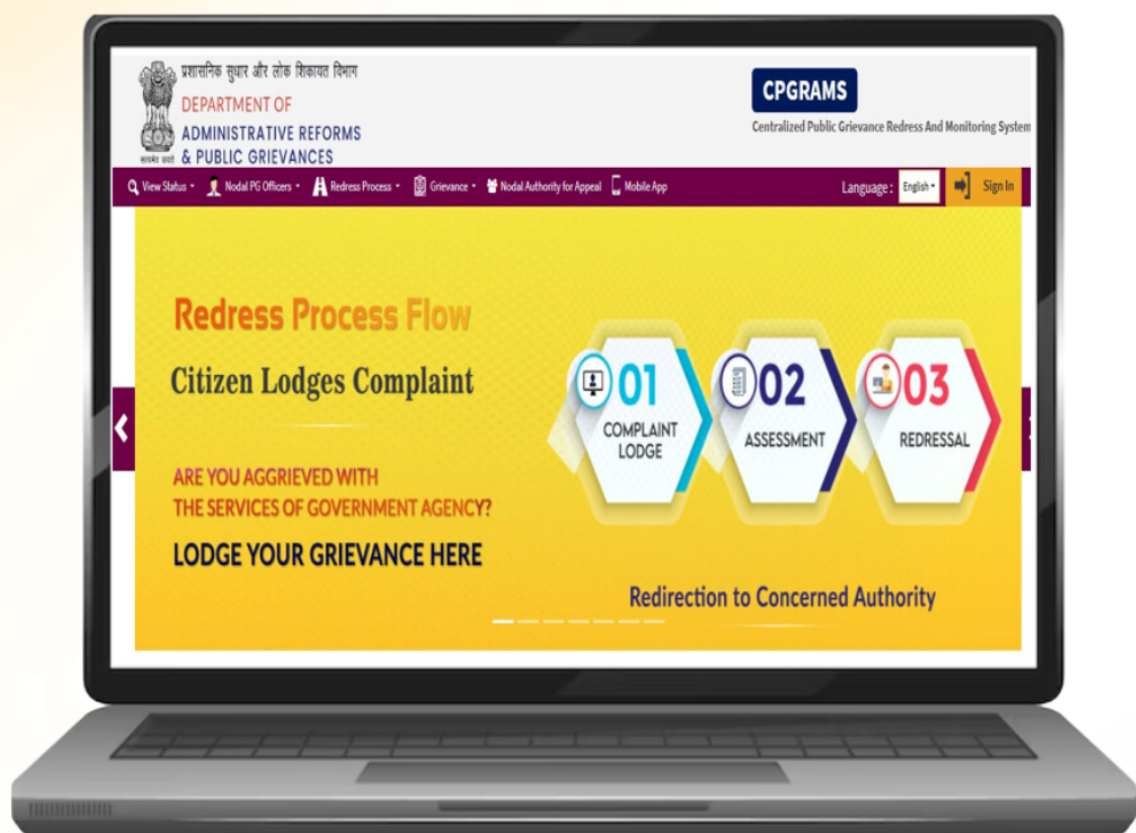 प्रशासनिक सुधार और लोक शिकायत विभाग
DEPARTMENT OF
ADMINISTRATIVE REFORMS
& PUBLIC GRIEVANCES
सत्यमेव जयते
CPGRAMS
Centralized Public Grievance Redress And Monitoring System
View Status
Nodal PG Officers
Redress Process
Grievance
Nodal Authority for Appeal
Mobile App
Language :
English
Sign In
Redress Process Flow
Citizen Lodges Complaint
ARE YOU AGGRIEVED WITH
THE SERVICES OF GOVERNMENT AGENCY?
LODGE YOUR GRIEVANCE HERE
01
COMPLAINT
LODGE
02
ASSESSMENT
03
REDRESSAL
Redirection to Concerned Authority